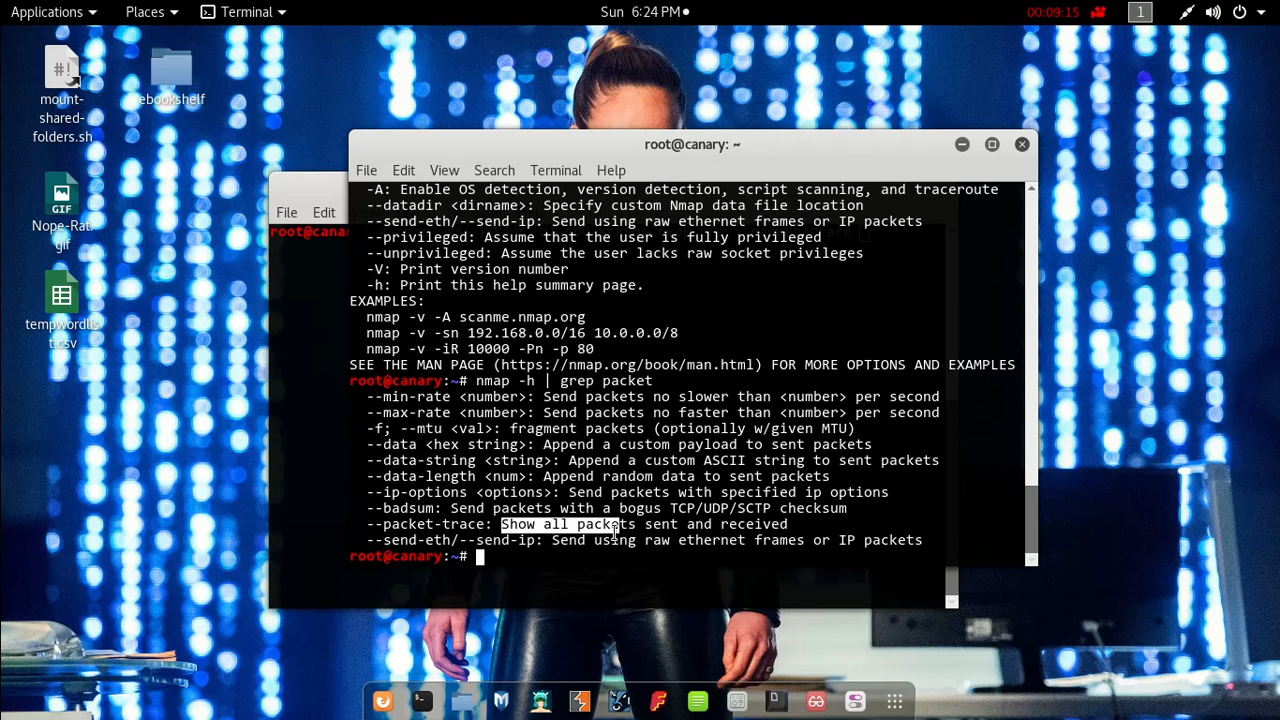 Applications
Places
Terminal
Sun 6:24 PM
00:09:15
1
#!
mount-
shared-
folders.sh
ebookshelf
GIF
Nope-Rat.
gif
tempwordlis
t.csv
File Edit
root@cana
root@canary: ~
File Edit View Search Terminal Help
-A: Enable OS detection, version detection, script scanning, and traceroute
--datadir <dirname>: Specify custom Nmap data file location
--send-eth/--send-ip: Send using raw ethernet frames or IP packets
--privileged: Assume that the user is fully privileged
--unprivileged: Assume the user lacks raw socket privileges
-V: Print version number
-h: Print this help summary page.
EXAMPLES:
nmap -v -A scanme.nmap.org
nmap -v -sn 192.168.0.0/16 10.0.0.0/8
nmap -v -iR 10000 -Pn -p 80
SEE THE MAN PAGE (https://nmap.org/book/man.html) FOR MORE OPTIONS AND EXAMPLES
root@canary:~# nmap -h | grep packet
--min-rate <number>: Send packets no slower than <number> per second
--max-rate <number>: Send packets no faster than <number> per second
-f; --mtu <val>: fragment packets (optionally w/given MTU)
--data <hex string>: Append a custom payload to sent packets
--data-string <string>: Append a custom ASCII string to sent packets
--data-length <num>: Append random data to sent packets
--ip-options <options>: Send packets with specified ip options
--badsum: Send packets with a bogus TCP/UDP/SCTP checksum
--packet-trace: Show all packets sent and received
--send-eth/--send-ip: Send using raw ethernet frames or IP packets
root@canary:~#